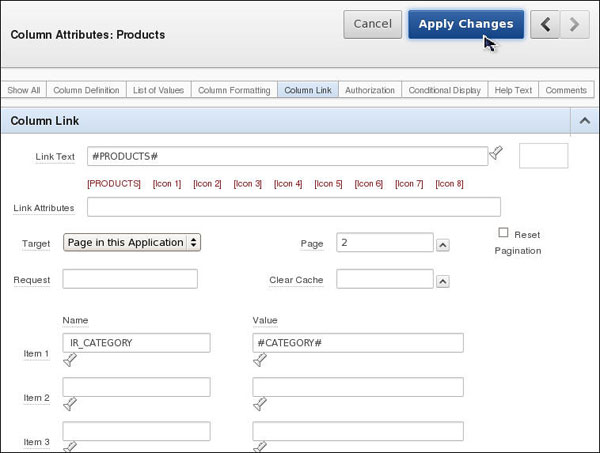 Column Attributes: Products
Cancel
Apply Changes
Show All Column Definition List of Values Column Formatting Column Link Authorization Conditional Display Help Text Comments
Column Link
Link Text #PRODUCTS#
[PRODUCTS] [Icon 1] [Icon 2] [Icon 3] [Icon 4] [Icon 5] [Icon 6] [Icon 7] [Icon 8]
Link Attributes
Target Page in this Application Page 2 Reset
Pagination
Request Clear Cache
Name Value
Item 1 IR_CATEGORY #CATEGORY#
Item 2
Item 3